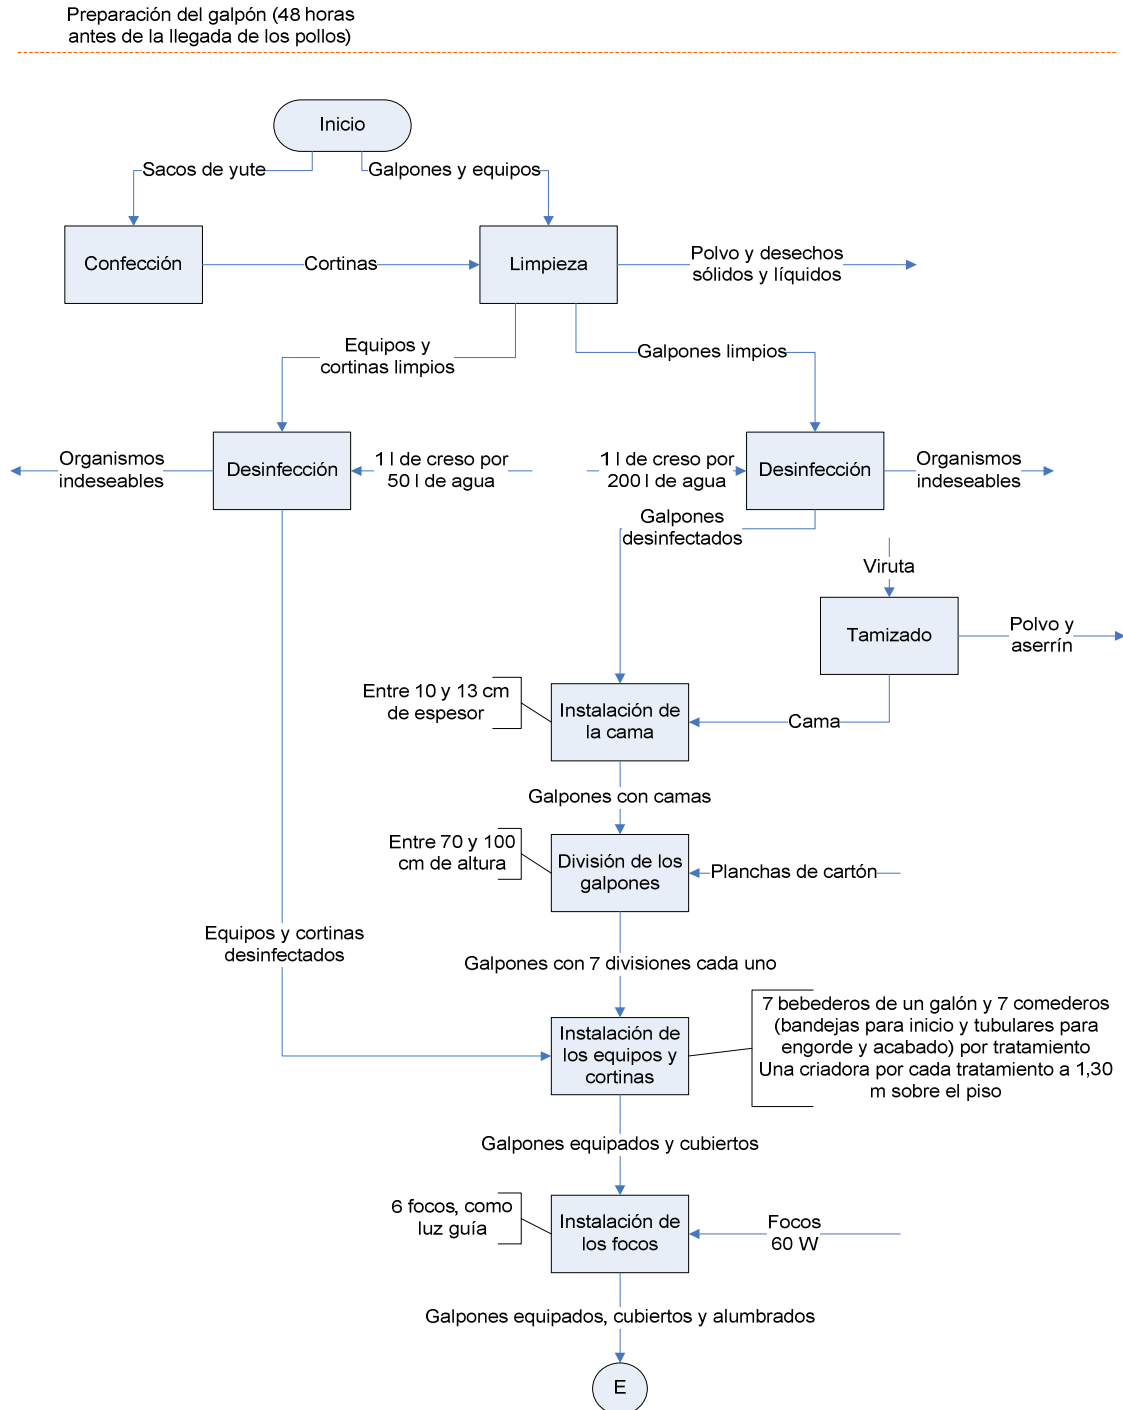 Preparación del galpón (48 horas
antes de la llegada de los pollos)
Inicio
Sacos de yute
Galpones y equipos
Confección
Cortinas
Limpieza
Polvo y desechos
sólidos y líquidos
Equipos y
cortinas limpios
Galpones limpios
Organismos
indeseables
Desinfección
1 l de creso por
50 l de agua
1 l de creso por
200 l de agua
Desinfección
Organismos
indeseables
Galpones
desinfectados
Viruta
Tamizado
Polvo y
aserrín
Entre 10 y 13 cm
de espesor
Instalación de
la cama
Cama
Galpones con camas
Entre 70 y 100
cm de altura
División de los
galpones
Planchas de cartón
Equipos y cortinas
desinfectados
Galpones con 7 divisiones cada uno
Instalación de
los equipos y
cortinas
7 bebederos de un galón y 7 comederos
(bandejas para inicio y tubulares para
engorde y acabado) por tratamiento
Una criadora por cada tratamiento a 1,30
m sobre el piso
Galpones equipados y cubiertos
6 focos, como
luz guía
Instalación de
los focos
Focos
60 W
Galpones equipados, cubiertos y alumbrados
E